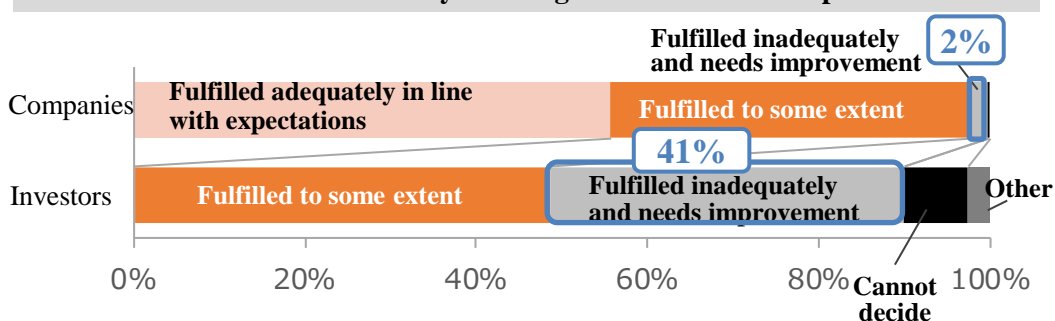 Fulfilled inadequately
and needs improvement
2%
Companies
Fulfilled adequately in line
with expectations
Fulfilled to some extent
41%
Investors
Fulfilled to some extent
Fulfilled inadequately
and needs improvement
Other
0%
20%
40%
60%
80%
100%
Cannot
decide